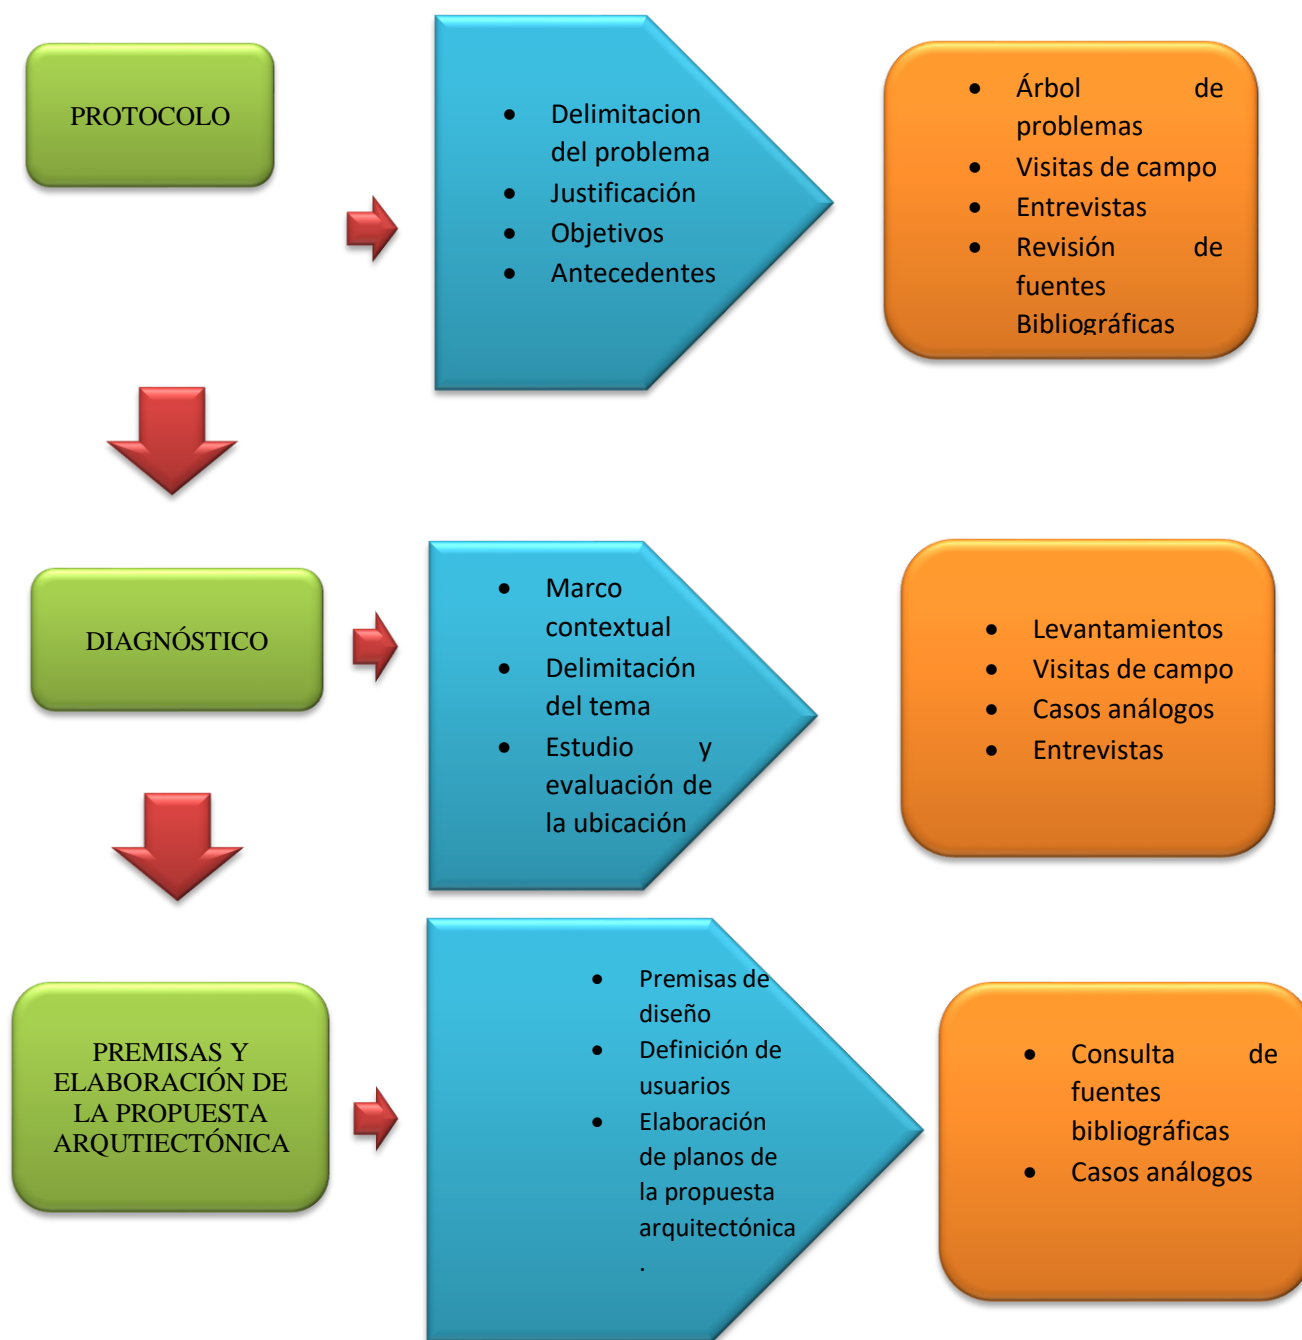 PROTOCOLO
• Delimitacion
del problema
• Justificación
• Objetivos
• Antecedentes
• Árbol de
problemas
• Visitas de campo
• Entrevistas
• Revisión de
fuentes
Bibliográficas
DIAGNÓSTICO
• Marco
contextual
• Delimitación
del tema
• Estudio y
evaluación de
la ubicación
• Levantamientos
• Visitas de campo
• Casos análogos
• Entrevistas
PREMISAS Y
ELABORACIÓN DE
LA PROPUESTA
ARQUTIECTÓNICA
• Premisas de
diseño
• Definición de
usuarios
• Elaboración
de planos de
la propuesta
arquitectónica
.
• Consulta de
fuentes
bibliográficas
• Casos análogos